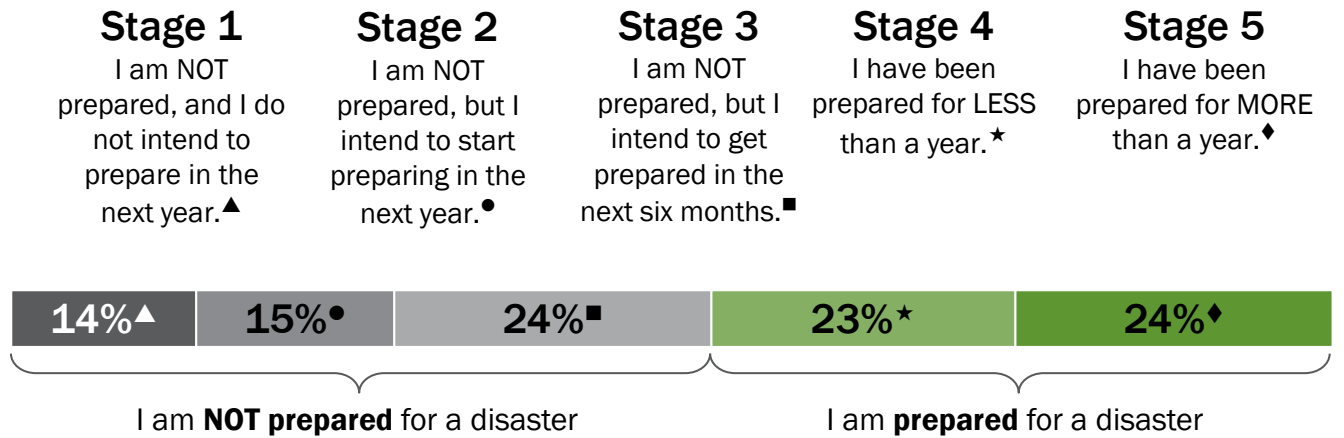 Stage 1
I am NOT
prepared, and I do
not intend to
prepare in the
next year.▲
Stage 2
I am NOT
prepared, but I
intend to start
preparing in the
next year.●
Stage 3
I am NOT
prepared, but I
intend to get
prepared in the
next six months.■
Stage 4
I have been
prepared for LESS
than a year.★
Stage 5
I have been
prepared for MORE
than a year.♦
14%▲
15%●
24%■
23%★
24%♦
I am NOT prepared for a disaster
I am prepared for a disaster